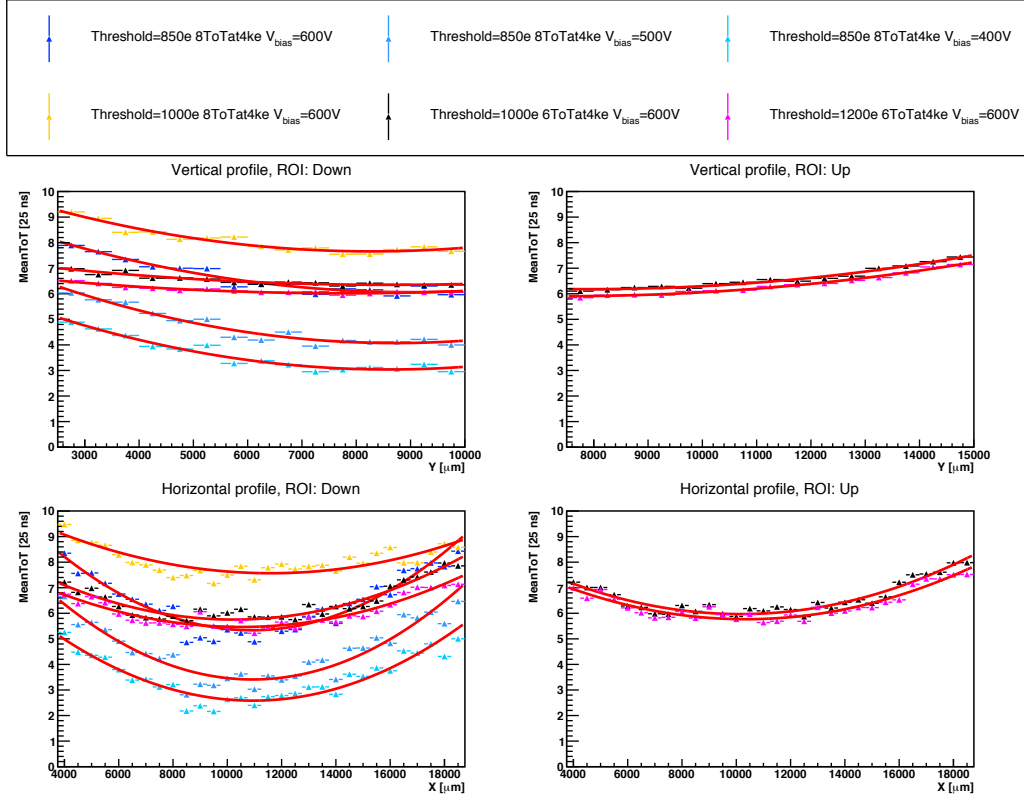 Threshold=850e 8ToTat4ke Vbias=600V
Threshold=850e 8ToTat4ke Vbias=500V
Threshold=850e 8ToTat4ke Vbias=400V
Threshold=1000e 8ToTat4ke Vbias=600V
Threshold=1000e 6ToTat4ke Vbias=600V
Threshold=1200e 6ToTat4ke Vbias=600V
Vertical profile, ROI: Down
MeanToT [25 ns]
10
9
8
7
6
5
4
3
2
1
0
3000 4000 5000 6000 7000 8000 9000 10000
Y [μm]
Vertical profile, ROI: Up
MeanToT [25 ns]
10
9
8
7
6
5
4
3
2
1
0
8000 9000 10000 11000 12000 13000 14000 15000
Y [μm]
Horizontal profile, ROI: Down
MeanToT [25 ns]
10
9
8
7
6
5
4
3
2
1
0
4000 6000 8000 10000 12000 14000 16000 18000
X [μm]
Horizontal profile, ROI: Up
MeanToT [25 ns]
10
9
8
7
6
5
4
3
2
1
0
4000 6000 8000 10000 12000 14000 16000 18000
X [μm]